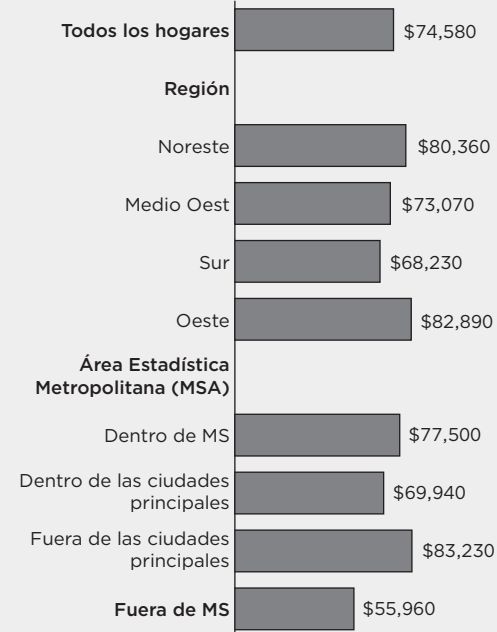 Todos los hogares $74,580
Región
Noreste $80,360
Medio Oest $73,070
Sur $68,230
Oeste $82,890
Área Estadística
Metropolitana (MSA)
Dentro de MS $77,500
Dentro de las ciudades
principales $69,940
Fuera de las ciudades
principales $83,230
Fuera de MS $55,960